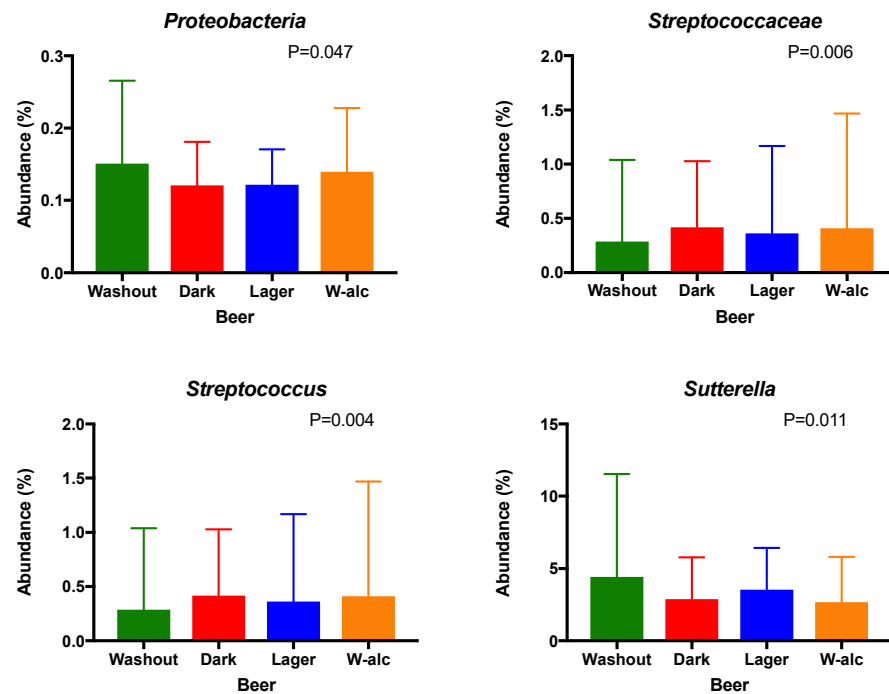 Proteobacteria
P=0.047
Abundance (%)
0.3
0.2
0.1
0.0
Washout Dark Lager W-alc
Beer
Streptococcaceae
P=0.006
Abundance (%)
2.0
1.5
1.0
0.5
0.0
Washout Dark Lager W-alc
Beer
Streptococcus
P=0.004
Abundance (%)
2.0
1.5
1.0
0.5
0.0
Washout Dark Lager W-alc
Beer
Sutterella
P=0.011
Abundance (%)
15
10
5
0
Washout Dark Lager W-alc
Beer